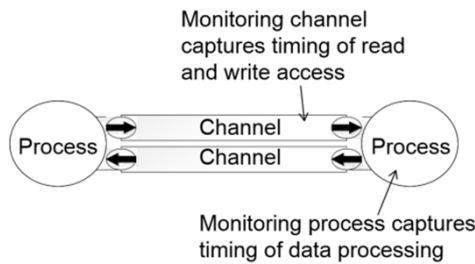 Monitoring channel
captures timing of read
and write access
Channel
Process
Process
Channel
Monitoring process captures
timing of data processing